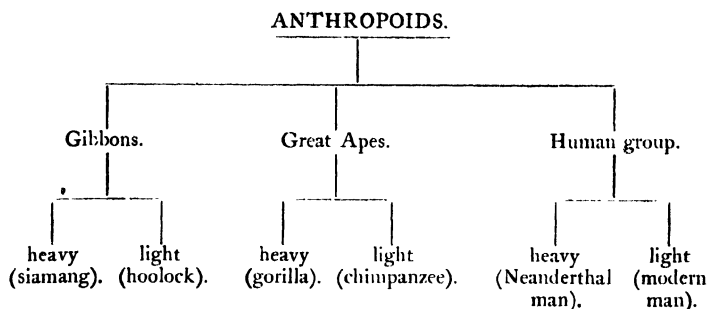 ANTHROPOIDS.
Gibbons. Great Apes. Human group.
heavy light heavy light heavy light
(siamang). (hoolock). (gorilla). (chimpanzee) (Neanderthal (modern
man). man).